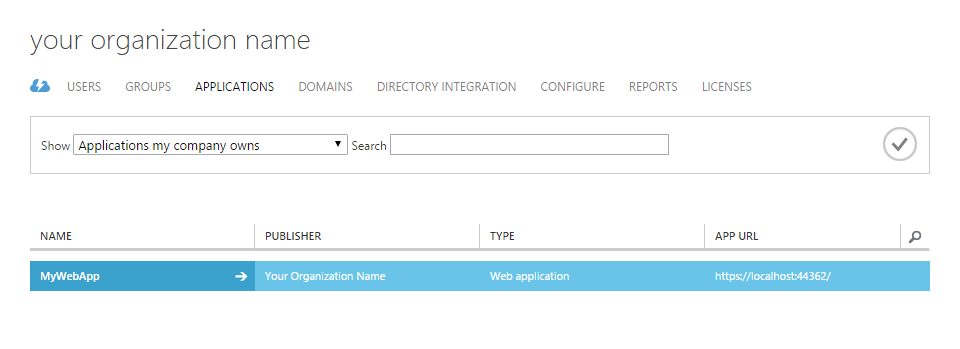 your organization name
USERS GROUPS APPLICATIONS DOMAINS DIRECTORY INTEGRATION CONFIGURE REPORTS LICENSES
Show Applications my company owns Search
NAME PUBLISHER TYPE APP URL
MyWebApp Your Organization Name Web application https://localhost:44362/